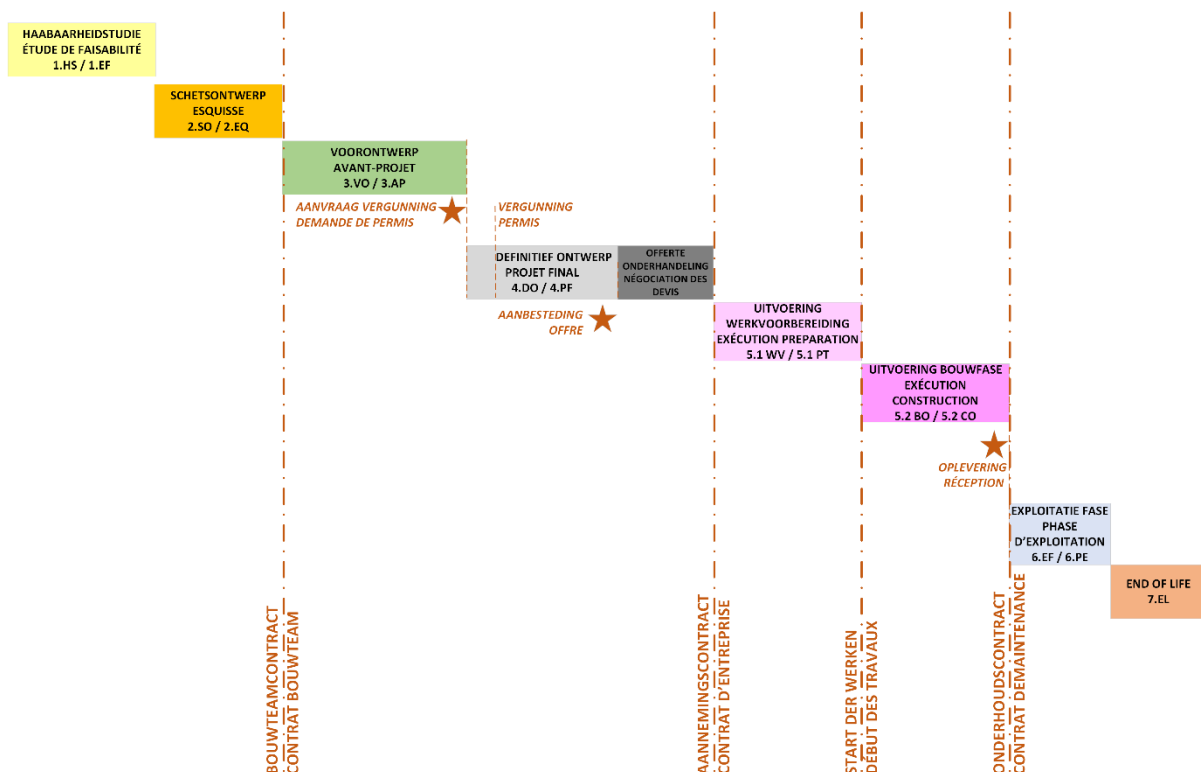 HAABAARHEIDSTUDIE
ÉTUDE DE FAISABILITÉ
1.HS / 1.EF
SCHETSONTWERP
ESQUISSE
2.SO / 2.EQ
VOORONTWERP
AVANT-PROJET
3.VO / 3.AP
AANVRAAG VERGUNNING
DEMANDE DE PERMIS
VERGUNNING
PERMIS
DEFINITIEF ONTWERP
PROJET FINAL
4.DO / 4.PF
OFFERTE
ONDERHANDELING
NÉGOCIATION DES
DEVIS
AANBESTEDING
OFFRE
UITVOERING
WERKVOORBEREIDING
EXÉCUTION PREPARATION
5.1 WV / 5.1 PT
UITVOERING BOUWFASE
EXÉCUTION
CONSTRUCTION
5.2 BO / 5.2 CO
OPLEVERING
RÉCEPTION
EXPLOITATIE FASE
PHASE
D'EXPLOITATION
6.EF / 6.PE
END OF LIFE
7.EL
BOUWTEAMCONTRACT
CONTRAT BOUWTEAM
AANNEMINGSCONTRACT
CONTRAT D'ENTREPRISE
START DER WERKEN
DÉBUT DES TRAVAUX
ONDERHOUDSCONTRACT
CONTRAT DEMAINTENANCE